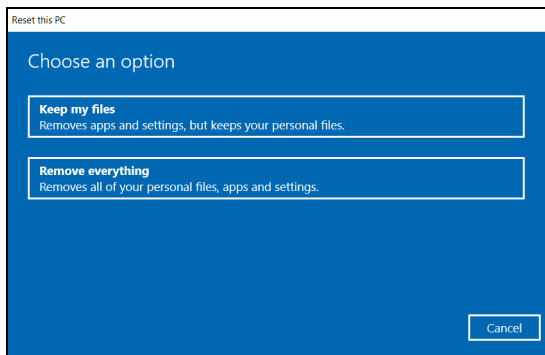 Reset this PC
Choose an option
Keep my files
Removes apps and settings, but keeps your personal files.
Remove everything
Removes all of your personal files, apps and settings.
Cancel